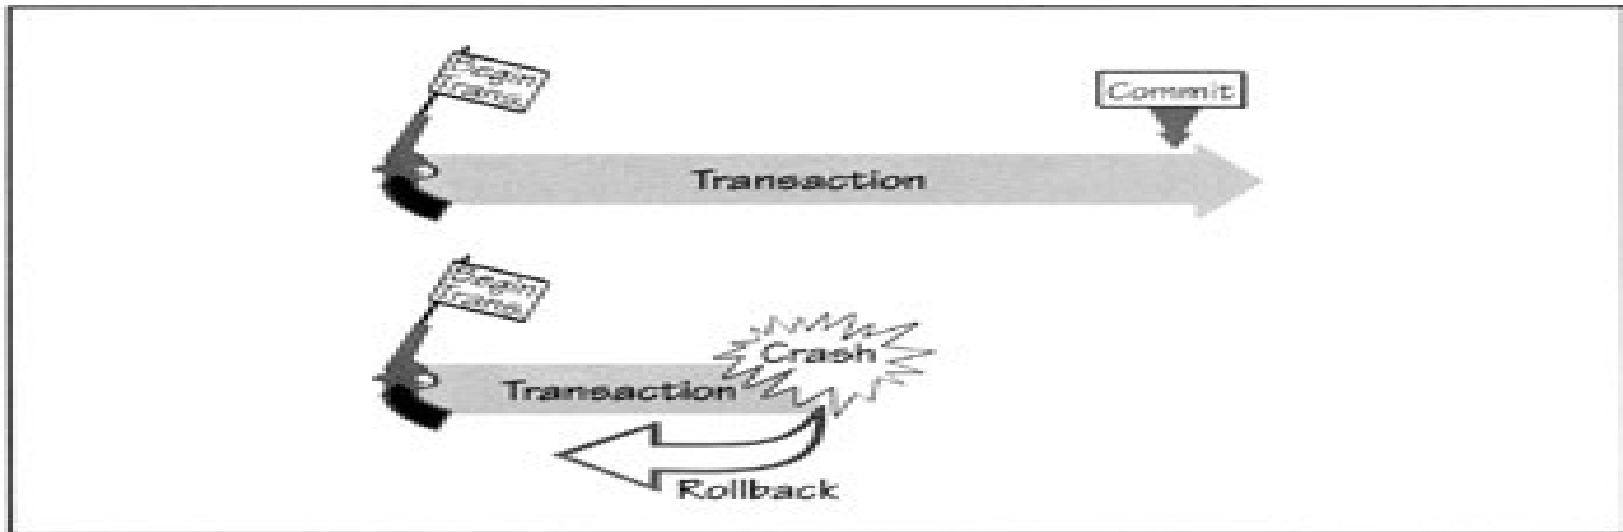 Begin
Trans.
Commit
Transaction
Begin
Trans.
Crash
Transaction
Rollback